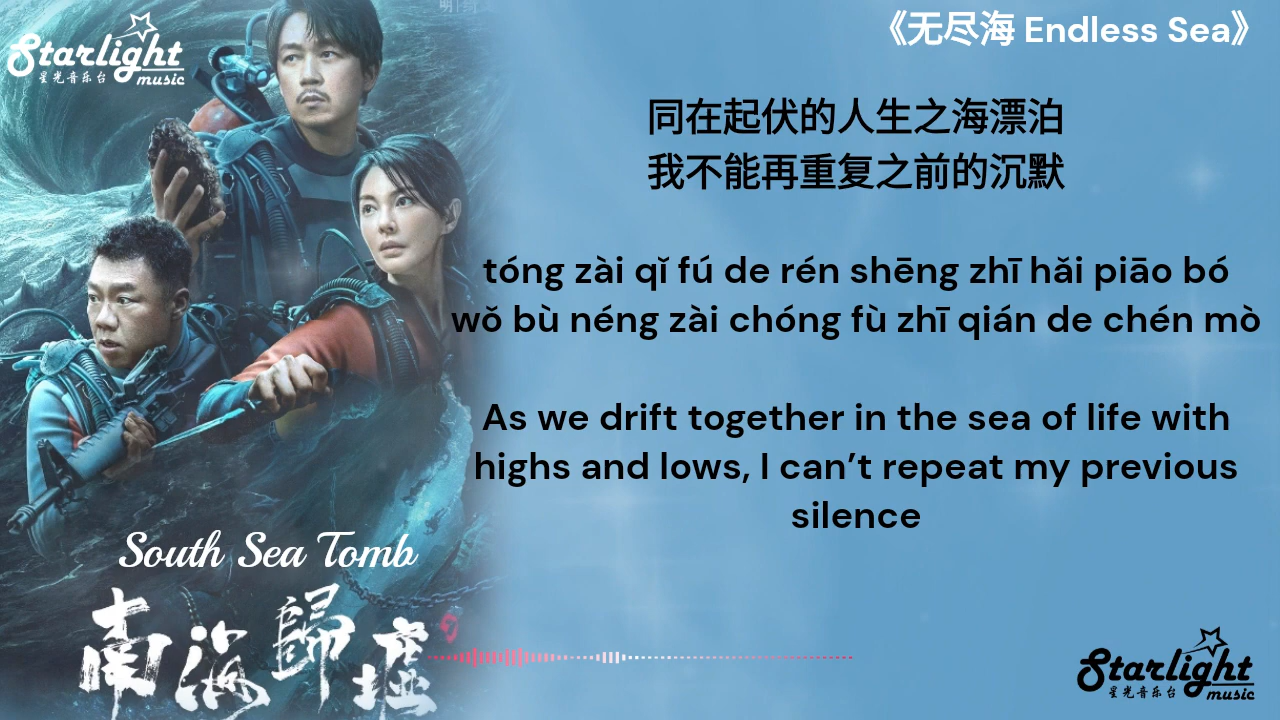 Starlight
星光音乐台
music
《无尽海 Endless Sea》
同在起伏的人生之海漂泊
我不能再重复之前的沉默
tóng zài qǐ fú de rén shēng zhī hǎi piāo bó
wǒ bù néng zài chóng fù zhī qián de chén mò
As we drift together in the sea of life with
highs and lows, I can’t repeat my previous
silence
South Sea Tomb
南海歸墟
Starlight
星光音乐台
music